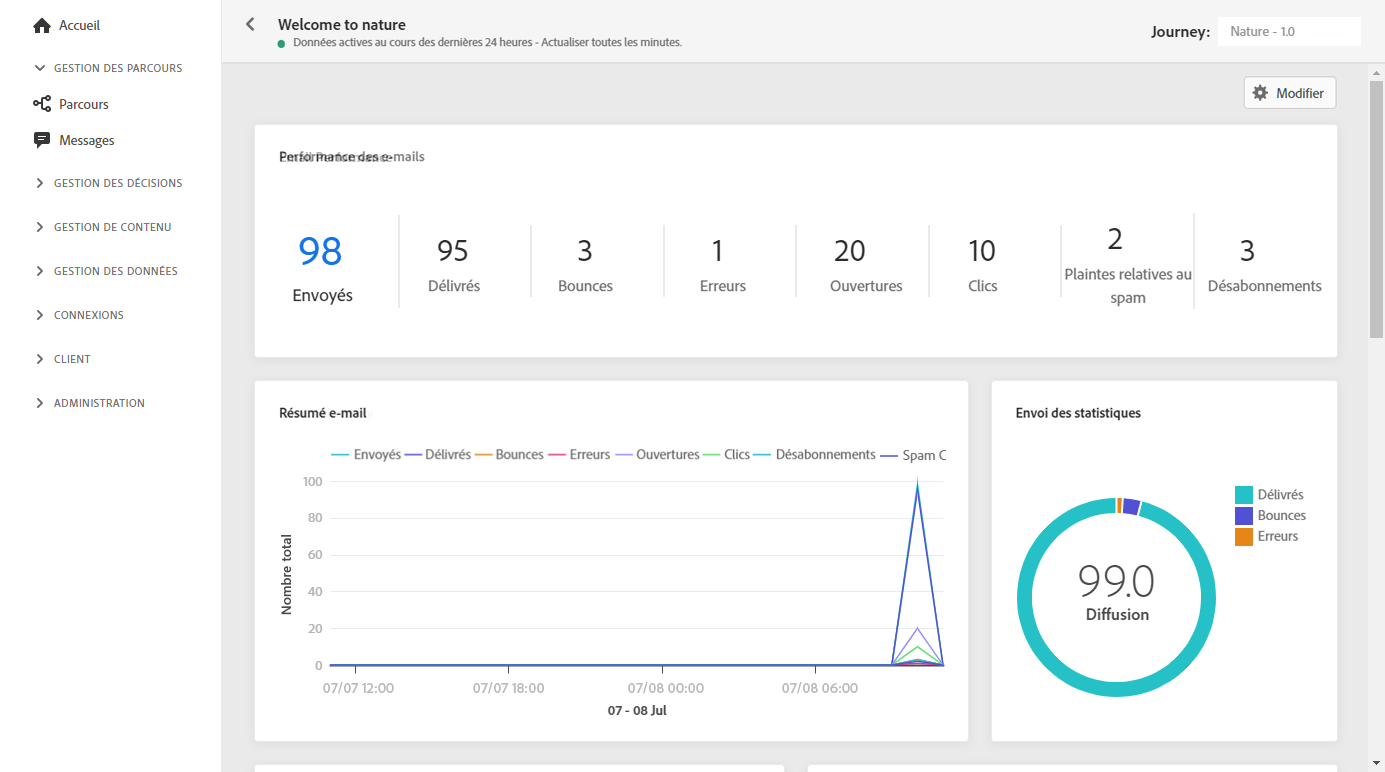 Accueil
GESTION DES PARCOURS
Parcours
Messages
GESTION DES DÉCISIONS
GESTION DE CONTENU
GESTION DES DONNÉES
CONNEXIONS
CLIENT
ADMINISTRATION
Welcome to nature
Données actives au cours des dernières 24 heures - Actualiser toutes les minutes.
Journey:
Nature - 1.0
Modifier
Performance des e-mails
98
Envoyés
95
Délivrés
3
Bounces
1
Erreurs
20
Ouvertures
10
Clics
2
Plaintes relatives au
spam
3
Désabonnements
Résumé e-mail
Envoyés Délivrés Bounces Erreurs Ouvertures Clics Désabonnements Spam C
Nombre total
100
80
60
40
20
0
07/07 12:00 07/07 18:00 07/08 00:00 07/08 06:00
07 - 08 Jul
Envoi des statistiques
Délivrés
Bounces
Erreurs
99.0
Diffusion